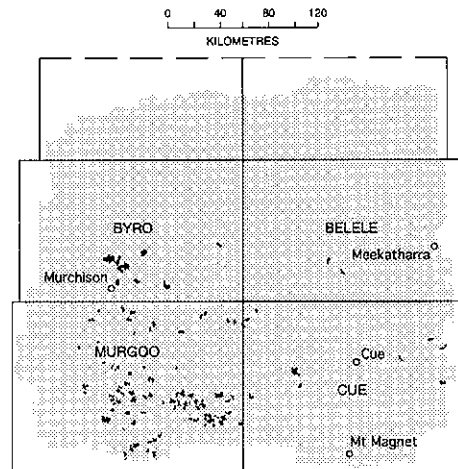 0 40 80 120
KILOMETRES
BYRO
BELELE
Meekatharra
Murchison
MURGOO
Cue
CUE
Mt Magnet